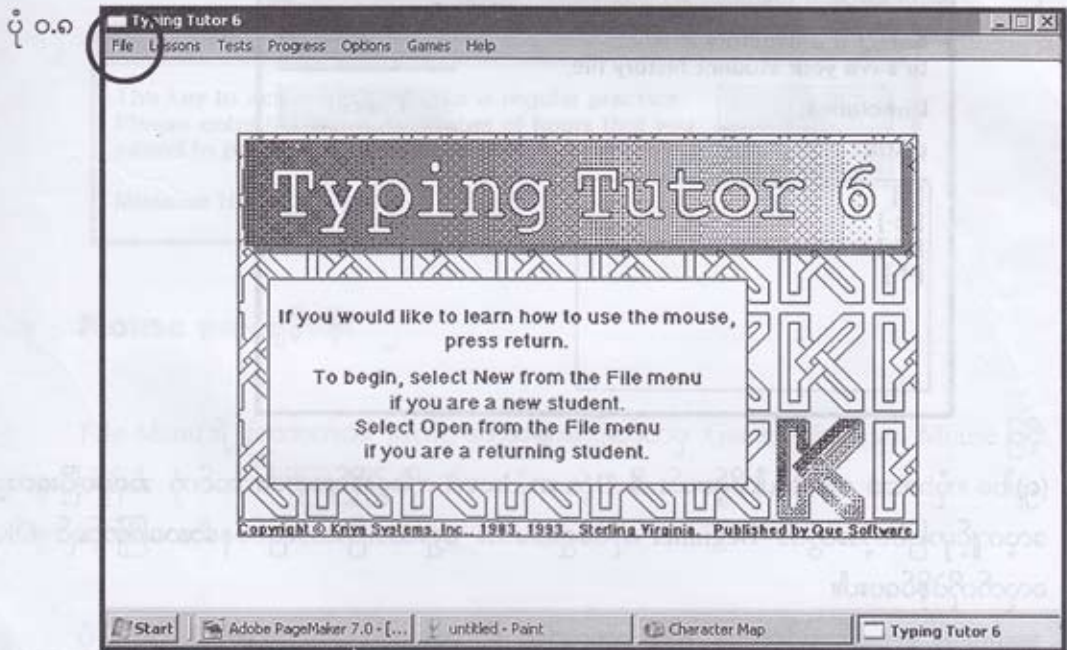 ပုံ ၀.၈
Typing Tutor 6
File Lessons Tests Progress Options Games Help
Typing Tutor 6
If you would like to learn how to use the mouse,
press return.
To begin, select New from the File menu
if you are a new student.
Select Open from the File menu
if you are a returning student.
Copyright © Kriya Systems, Inc., 1983, 1993. Sterling Virginia. Published by Que Software
Start Adobe PageMaker 7.0 - [... untitled - Paint Character Map Typing Tutor 6